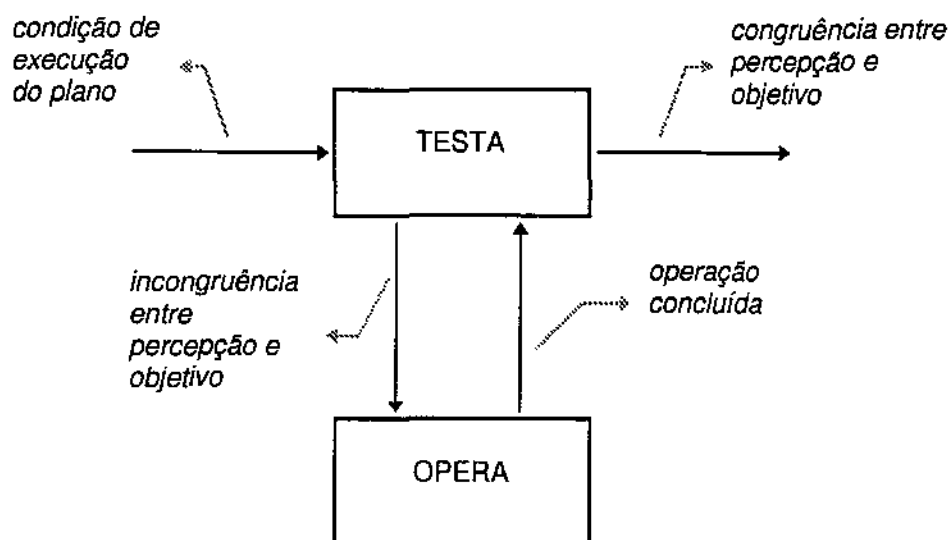 condição de
execução
do plano
congruência entre
percepção e
objetivo
TESTA
incongruência
entre
percepção e
objetivo
operação
concluída
OPERA